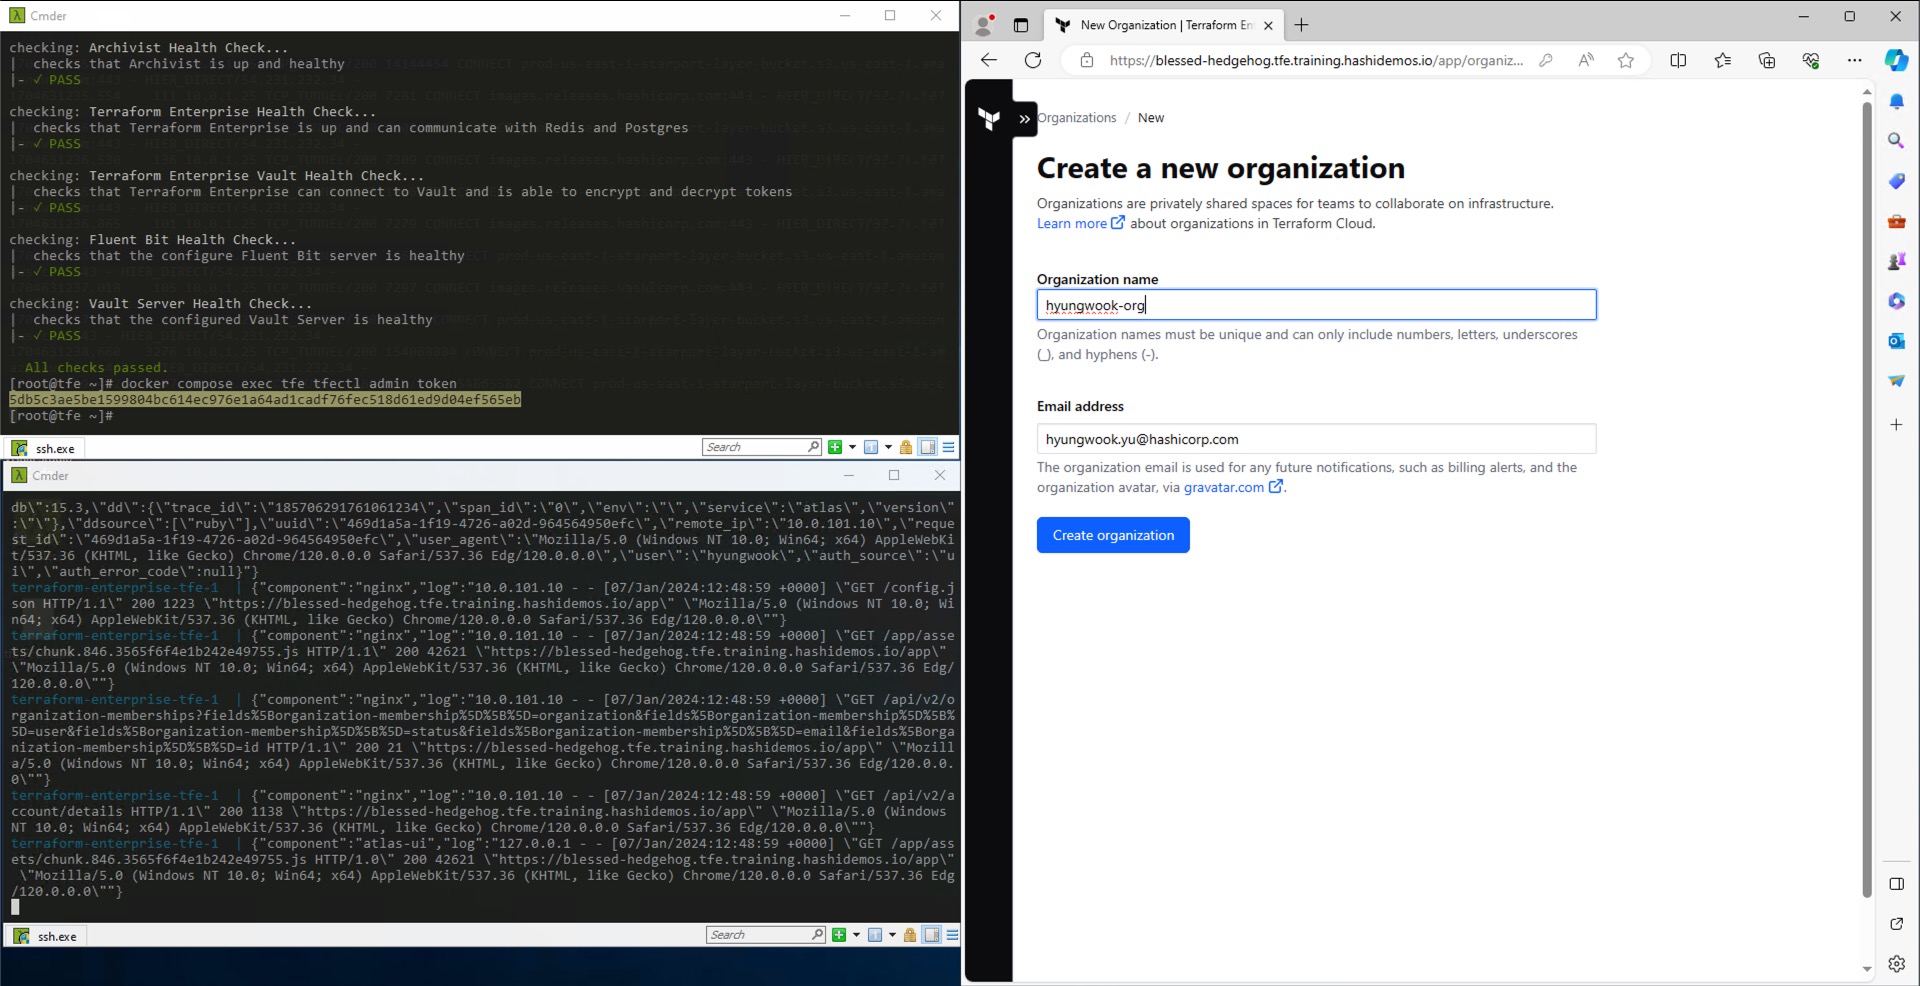 Cmder
checking: Archivist Health Check...
|  checks that Archivist is up and healthy
|- ✓ PASS
checking: Terraform Enterprise Health Check...
|  checks that Terraform Enterprise is up and can communicate with Redis and Postgres
|- ✓ PASS
checking: Terraform Enterprise Vault Health Check...
|  checks that Terraform Enterprise can connect to Vault and is able to encrypt and decrypt tokens
|- ✓ PASS
checking: Fluent Bit Health Check...
|  checks that the configure Fluent Bit server is healthy
|- ✓ PASS
checking: Vault Server Health Check...
|  checks that the configured Vault Server is healthy
|- ✓ PASS
All checks passed.
[root@tfe ~]# docker compose exec tfe tfectl admin token
5db5c3ae5be1599804bc614ec976e1a64ad1cadf76fec518d61ed9d04ef565eb
[root@tfe ~]#
ssh.exe
Search
Cmder
db\":15.3,\"dd\":{\"trace_id\":\"1857062917610612​34\",\"span_id\":\"0\",\"env\":\"\",\"service\":\"atlas\",\"version\"
:\"\"},\"ddsource\":[\"ruby\"],\"uuid\":\"469d1a5a-1f19-4726-a02d-964564950efc\",\"remote_ip\":\"10.0.101.10\",\"reque
st_id\":\"469d1a5a-1f19-4726-a02d-964564950efc\",\"user_agent\":\"Mozilla/5.0 (Windows NT 10.0; Win64; x64) AppleWebKi
t/537.36 (KHTML, like Gecko) Chrome/120.0.0.0 Safari/537.36 Edg/120.0.0.0\",\"user\":\"hyungwook\",\"auth_source\":\"u
i\",\"auth_error_code\":null}"}
terraform-enterprise-tfe-1  | {"component":"nginx","log":"10.0.101.10 - - [07/Jan/2024:12:48:59 +0000] \"GET /config.j
son HTTP/1.1\" 200 1223 \"https://blessed-hedgehog.tfe.training.hashidemos.io/app\" \"Mozilla/5.0 (Windows NT 10.0; Wi
n64; x64) AppleWebKit/537.36 (KHTML, like Gecko) Chrome/120.0.0.0 Safari/537.36 Edg/120.0.0.0\""}
terraform-enterprise-tfe-1  | {"component":"nginx","log":"10.0.101.10 - - [07/Jan/2024:12:48:59 +0000] \"GET /app/asse
ts/chunk.846.3565f6f4e1b242e49755.js HTTP/1.1\" 200 42621 \"https://blessed-hedgehog.tfe.training.hashidemos.io/app\"
\"Mozilla/5.0 (Windows NT 10.0; Win64; x64) AppleWebKit/537.36 (KHTML, like Gecko) Chrome/120.0.0.0 Safari/537.36 Edg/
120.0.0.0\""}
terraform-enterprise-tfe-1  | {"component":"nginx","log":"10.0.101.10 - - [07/Jan/2024:12:48:59 +0000] \"GET /api/v2/o
rganization-memberships?fields%5Borganization-membership%5D%5B%5D=organization&fields%5Borganization-membership%5D%5B%
5D=user&fields%5Borganization-membership%5D%5B%5D=status&fields%5Borganization-membership%5D%5B%5D=email&fields%5Borga
nization-membership%5D%5B%5D=id HTTP/1.1\" 200 21 \"https://blessed-hedgehog.tfe.training.hashidemos.io/app\" \"Mozill
a/5.0 (Windows NT 10.0; Win64; x64) AppleWebKit/537.36 (KHTML, like Gecko) Chrome/120.0.0.0 Safari/537.36 Edg/120.0.0.
0\""}
terraform-enterprise-tfe-1  | {"component":"nginx","log":"10.0.101.10 - - [07/Jan/2024:12:48:59 +0000] \"GET /api/v2/a
ccount/details HTTP/1.1\" 200 1138 \"https://blessed-hedgehog.tfe.training.hashidemos.io/app\" \"Mozilla/5.0 (Windows
NT 10.0; Win64; x64) AppleWebKit/537.36 (KHTML, like Gecko) Chrome/120.0.0.0 Safari/537.36 Edg/120.0.0.0\""}
terraform-enterprise-tfe-1  | {"component":"atlas-ui","log":"127.0.0.1 - - [07/Jan/2024:12:48:59 +0000] \"GET /app/ass
ets/chunk.846.3565f6f4e1b242e49755.js HTTP/1.0\" 200 42621 \"https://blessed-hedgehog.tfe.training.hashidemos.io/app\"
\"Mozilla/5.0 (Windows NT 10.0; Win64; x64) AppleWebKit/537.36 (KHTML, like Gecko) Chrome/120.0.0.0 Safari/537.36 Edg
/120.0.0.0\""}
ssh.exe
Search
New Organization | Terraform En
https://blessed-hedgehog.tfe.training.hashidemos.io/app/organiz...
Organizations / New
Create a new organization
Organizations are privately shared spaces for teams to collaborate on infrastructure.
Learn more about organizations in Terraform Cloud.
Organization name
hyungwook-org
Organization names must be unique and can only include numbers, letters, underscores
(_), and hyphens (-).
Email address
hyungwook.yu@hashicorp.com
The organization email is used for any future notifications, such as billing alerts, and the
organization avatar, via gravatar.com.
Create organization